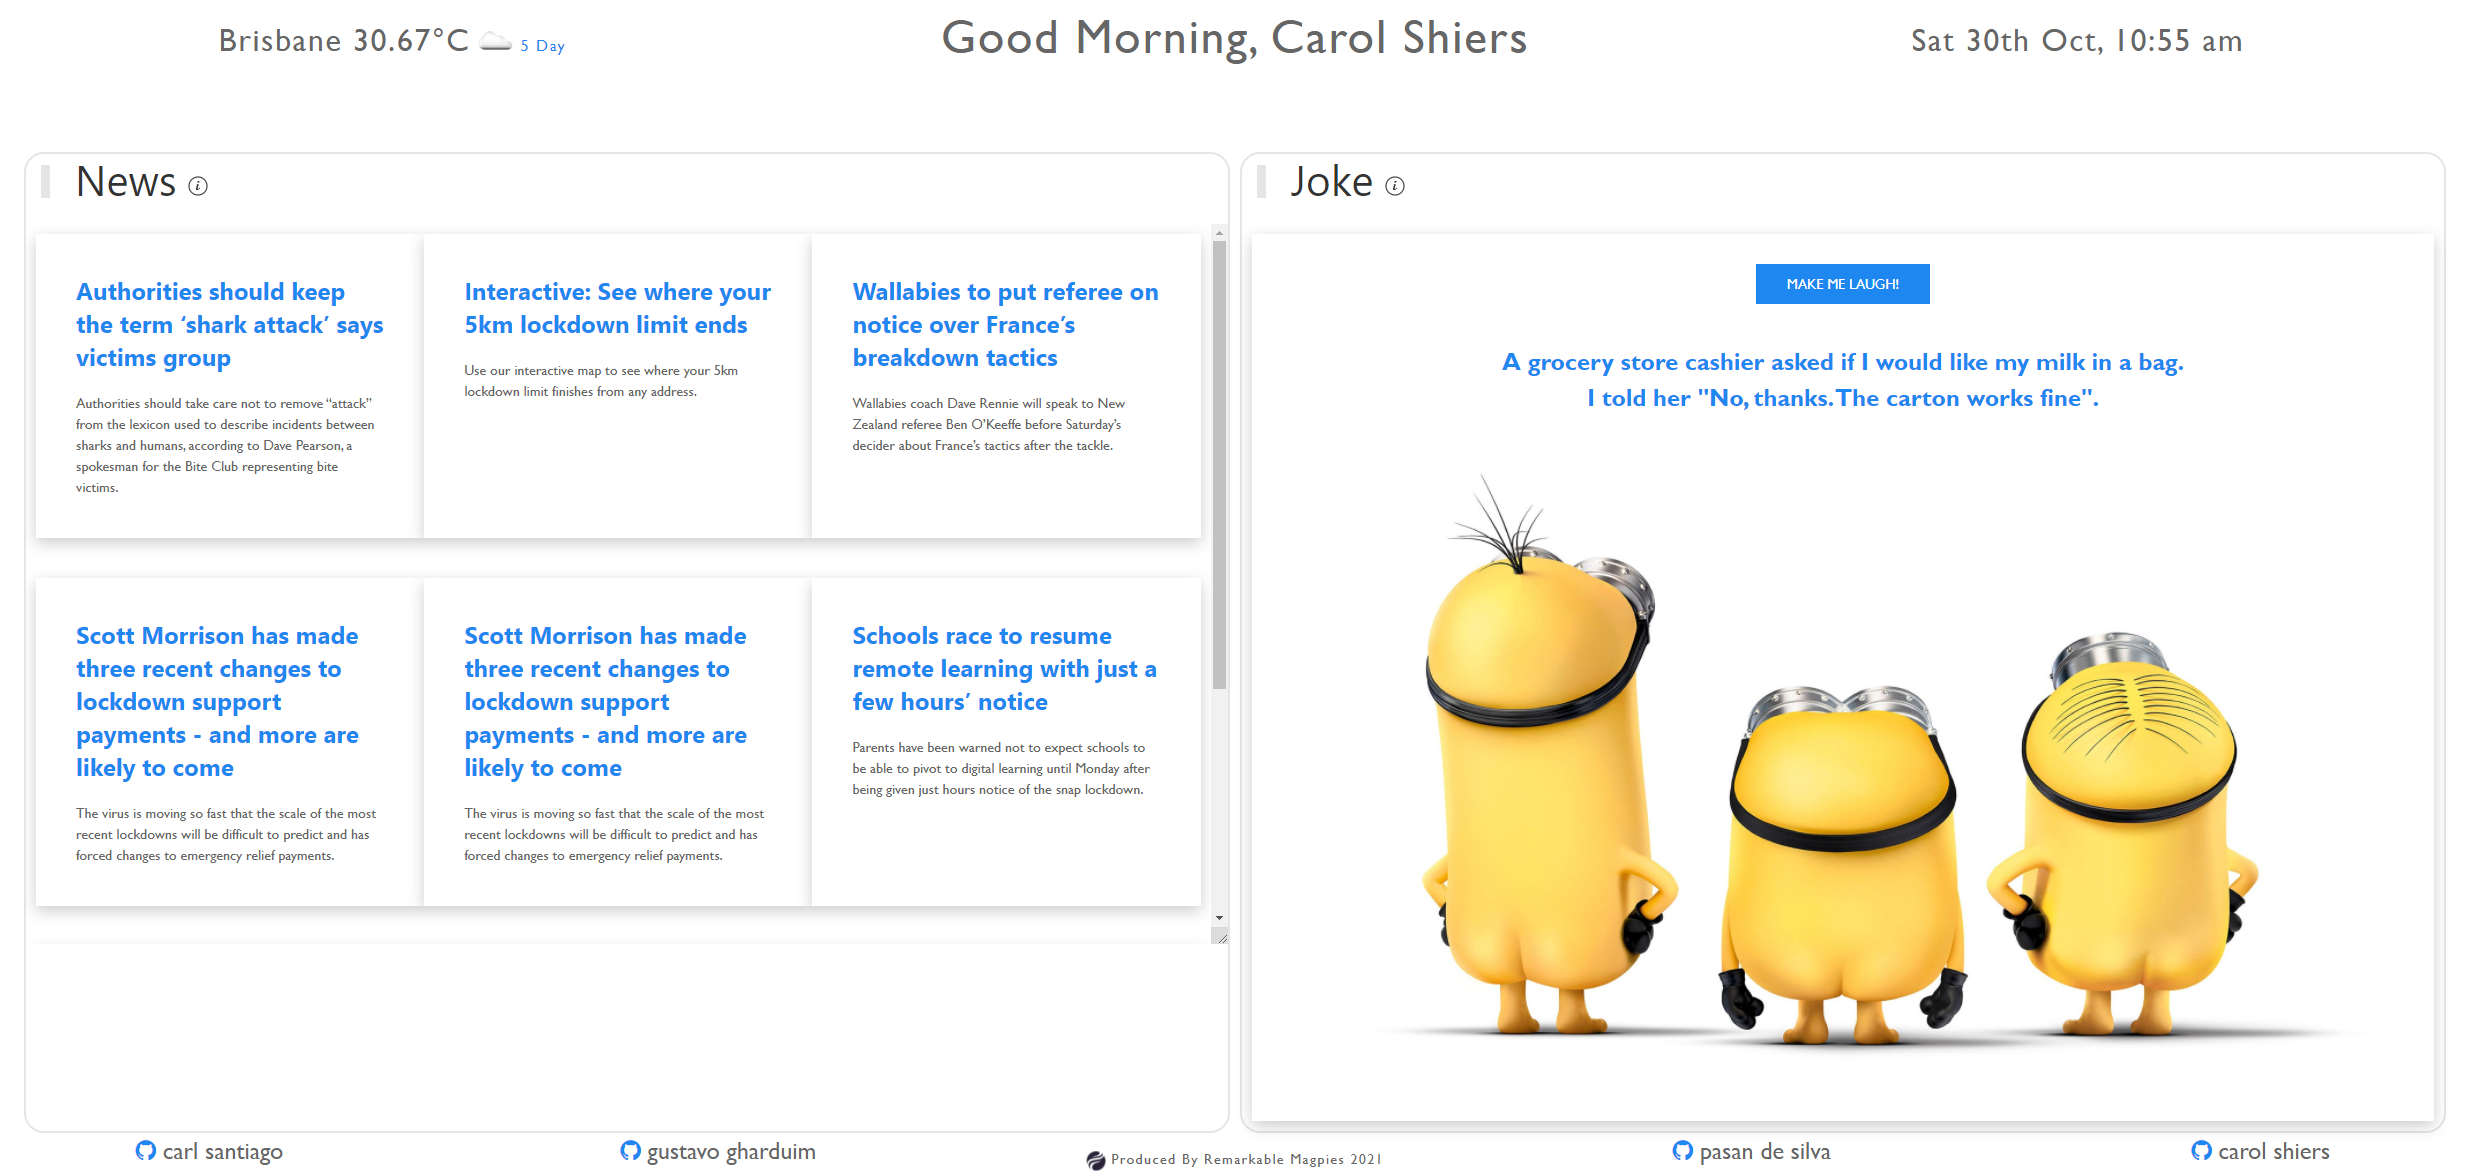 Brisbane 30.67°C 5 Day
Good Morning, Carol Shiers
Sat 30th Oct, 10:55 am
News
Authorities should keep
the term ‘shark attack’ says
victims group
Authorities should take care not to remove “attack”
from the lexicon used to describe incidents between
sharks and humans, according to Dave Pearson, a
spokesman for the Bite Club representing bite
victims.
Interactive: See where your
5km lockdown limit ends
Use our interactive map to see where your 5km
lockdown limit finishes from any address.
Wallabies to put referee on
notice over France’s
breakdown tactics
Wallabies coach Dave Rennie will speak to New
Zealand referee Ben O’Keeffe before Saturday’s
decider about France’s tactics after the tackle.
Scott Morrison has made
three recent changes to
lockdown support
payments - and more are
likely to come
The virus is moving so fast that the scale of the most
recent lockdowns will be difficult to predict and has
forced changes to emergency relief payments.
Scott Morrison has made
three recent changes to
lockdown support
payments - and more are
likely to come
The virus is moving so fast that the scale of the most
recent lockdowns will be difficult to predict and has
forced changes to emergency relief payments.
Schools race to resume
remote learning with just a
few hours’ notice
Parents have been warned not to expect schools to
be able to pivot to digital learning until Monday after
being given just hours notice of the snap lockdown.
Joke
MAKE ME LAUGH!
A grocery store cashier asked if I would like my milk in a bag.
I told her "No, thanks. The carton works fine".
carl santiago
gustavo gharduim
Produced By Remarkable Magpies 2021
pasan de silva
carol shiers